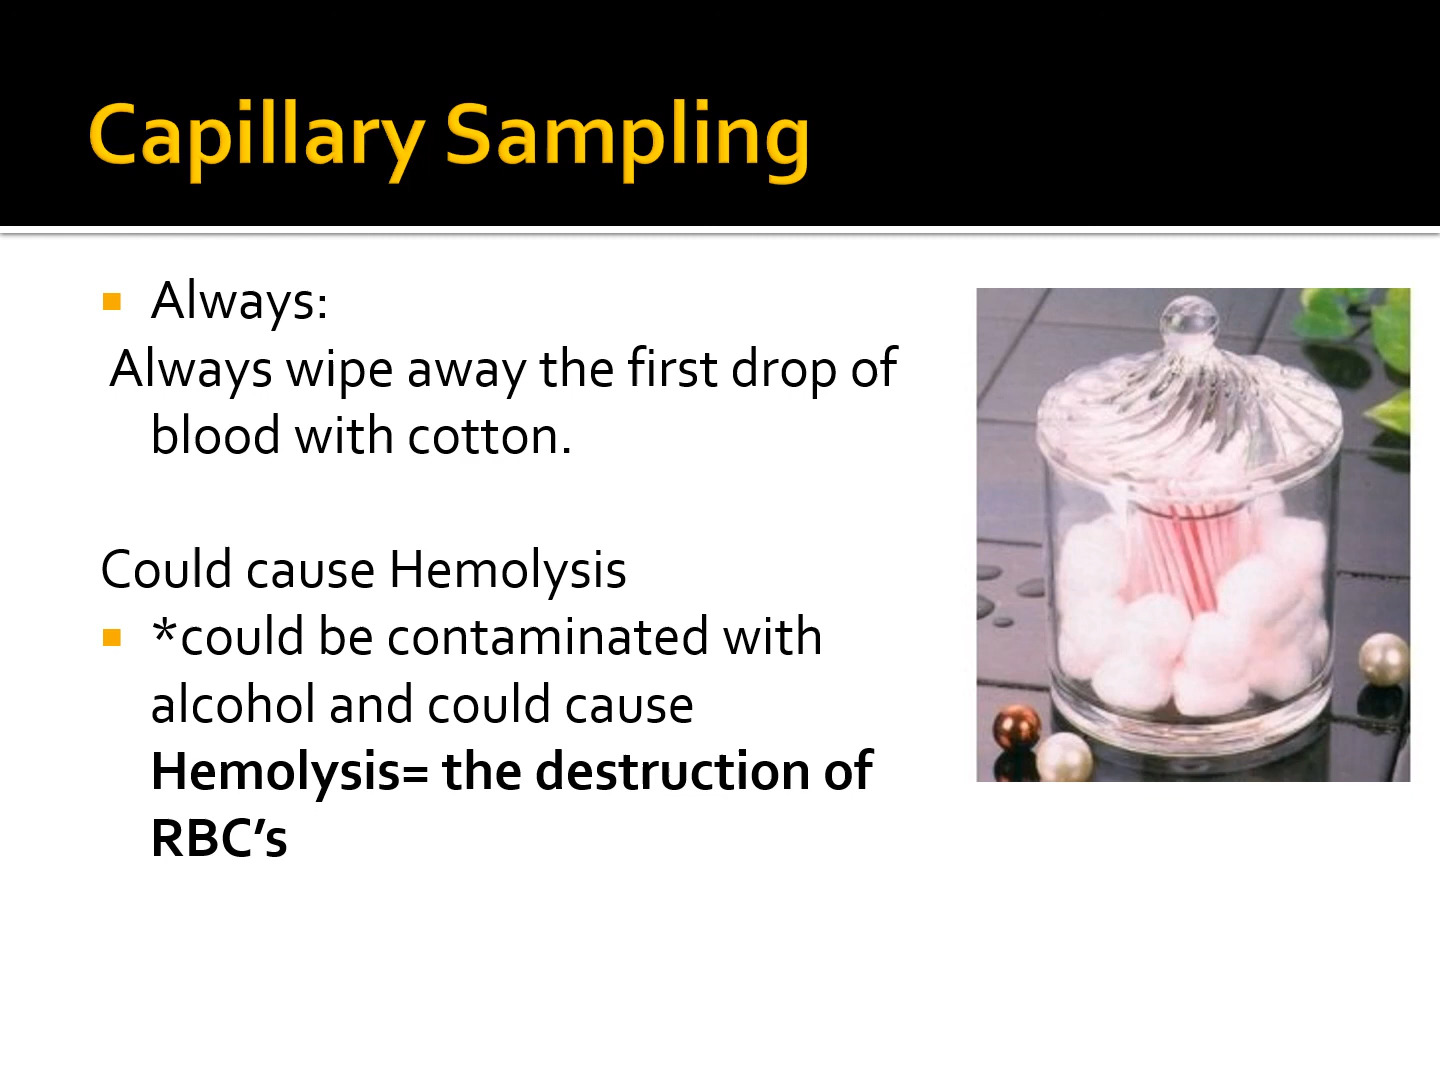 Capillary Sampling
Always:
Always wipe away the first drop of
blood with cotton.
Could cause Hemolysis
*could be contaminated with
alcohol and could cause
Hemolysis= the destruction of
RBC’s